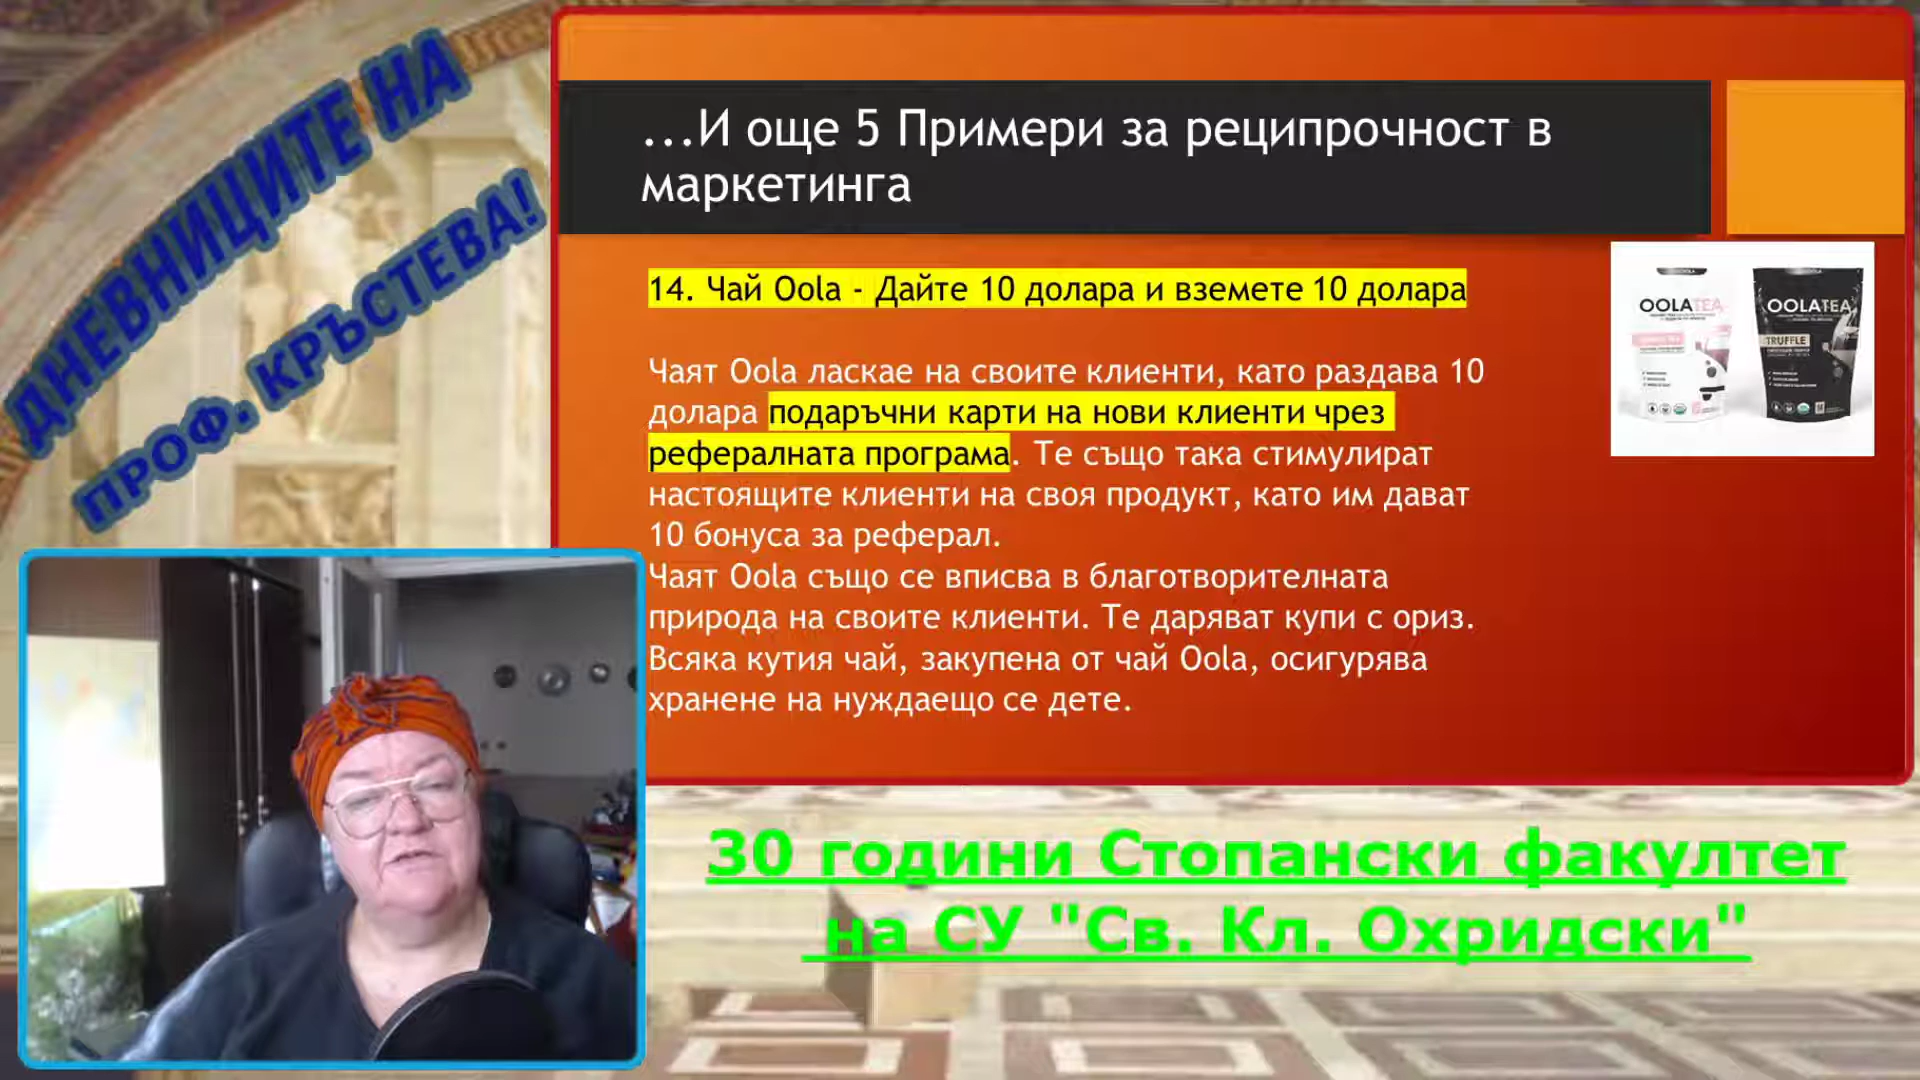 ДНЕВНИЦИТЕ НА
ПРОФ. КРЪСТЕВА!
...И още 5 Примери за реципрочност в
маркетинга
14. Чай Oola - Дайте 10 долара и вземете 10 долара
Чаят Oola ласкае на своите клиенти, като раздава 10
долара подаръчни карти на нови клиенти чрез
рефералната програма. Те също така стимулират
настоящите клиенти на своя продукт, като им дават
10 бонуса за реферал.
Чаят Oola също се вписва в благотворителната
природа на своите клиенти. Те даряват купи с ориз.
Всяка кутия чай, закупена от чай Oola, осигурява
хранене на нуждаещо се дете.
OOLATEA
OOLATEA
TRUFFLE
30 години Стопански факултет
на СУ "Св. Кл. Охридски"